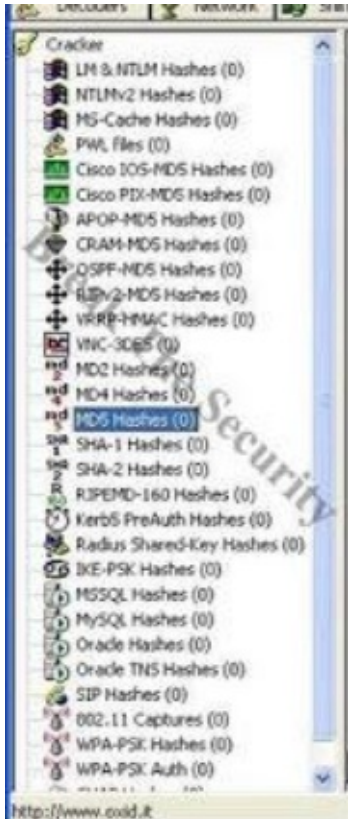 Decoders Network
Cracker
LM & NTLM Hashes (0)
NTLMv2 Hashes (0)
MS-Cache Hashes (0)
PWL files (0)
Cisco IOS-MD5 Hashes (0)
Cisco PIX-MD5 Hashes (0)
APOP-MD5 Hashes (0)
CRAM-MD5 Hashes (0)
OSPF-MD5 Hashes (0)
RIPv2-MD5 Hashes (0)
VRRP-HMAC Hashes (0)
VNC-3DES (0)
MD2 Hashes (0)
MD4 Hashes (0)
MD5 Hashes (0)
SHA-1 Hashes (0)
SHA-2 Hashes (0)
RIPEMD-160 Hashes (0)
Kerb5 PreAuth Hashes (0)
Radius Shared-Key Hashes (0)
IKE-PSK Hashes (0)
MSSQL Hashes (0)
MySQL Hashes (0)
Oracle Hashes (0)
Oracle TNS Hashes (0)
SIP Hashes (0)
802.11 Captures (0)
WPA-PSK Hashes (0)
WPA-PSK Auth (0)
http://www.oxid.it
Break The Security